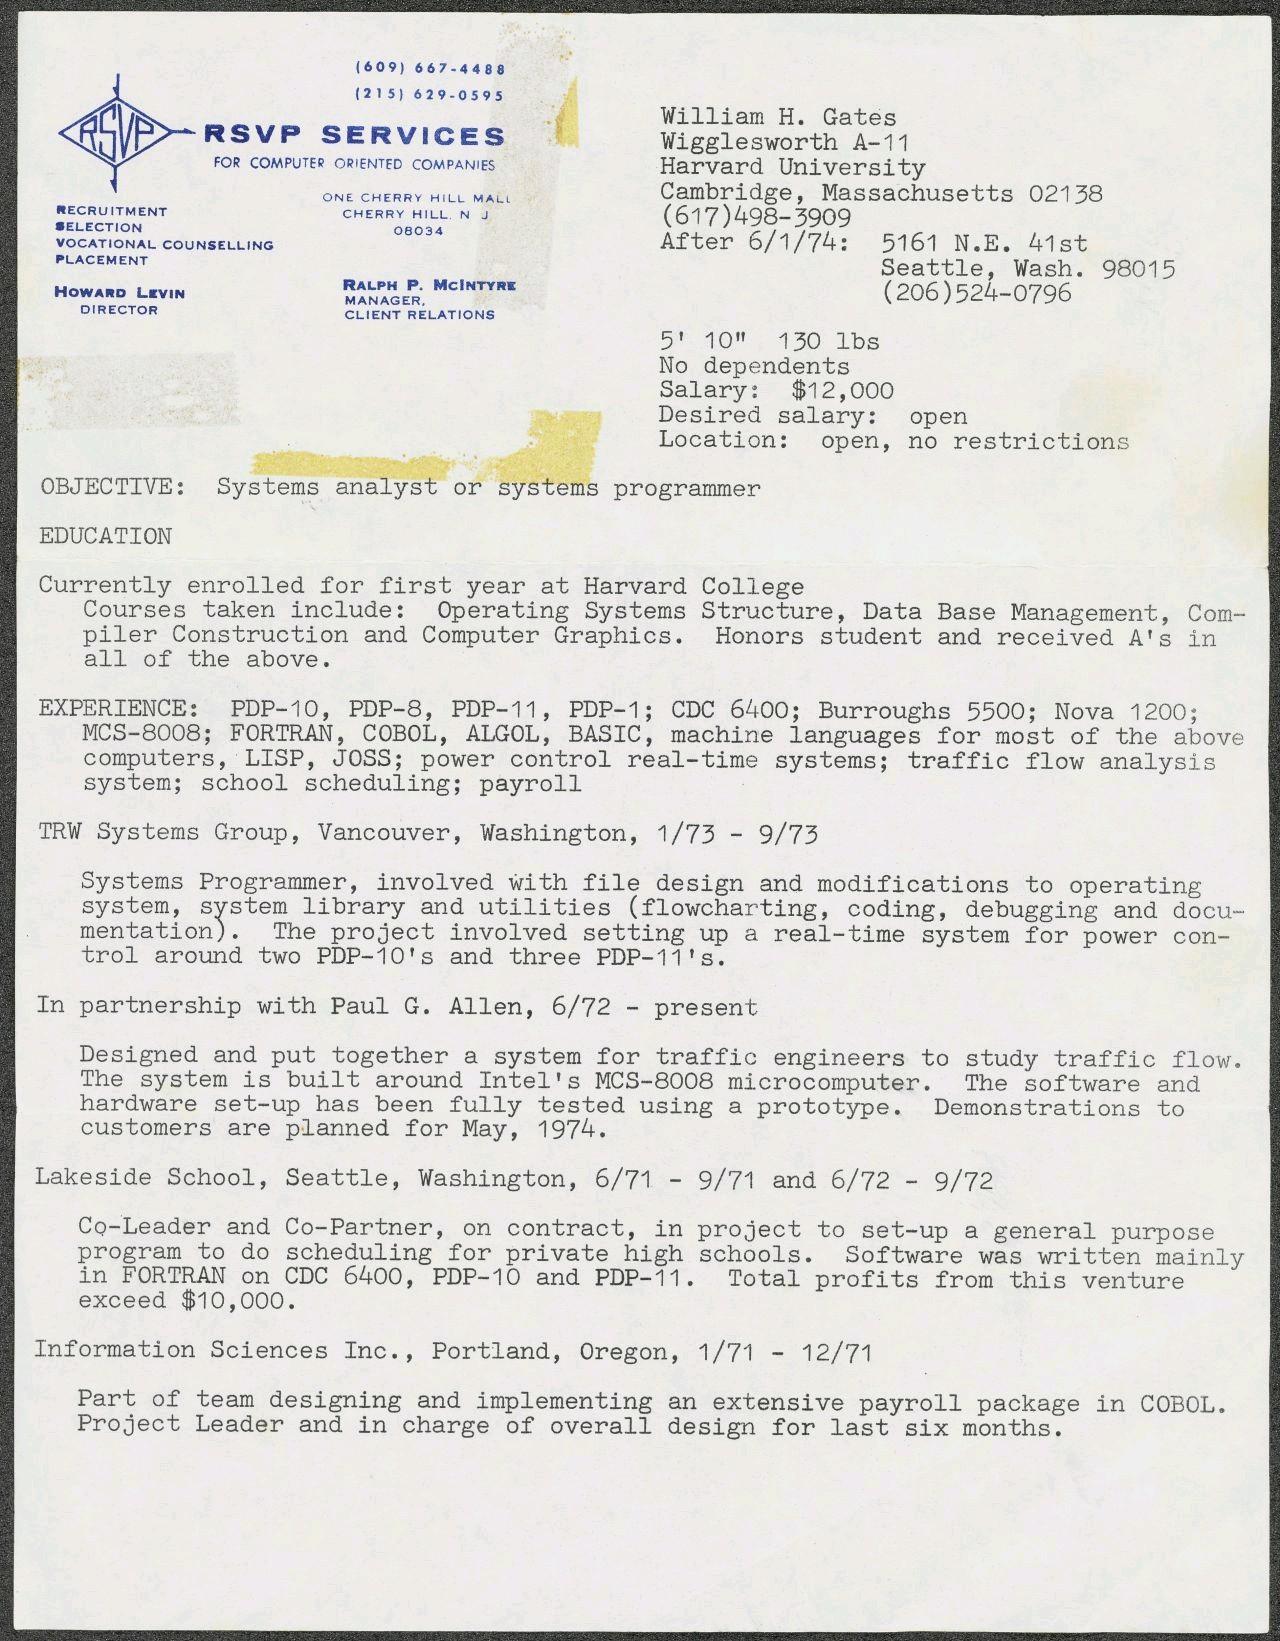 (609) 667-4488
(215) 629-0595
RSVP
RSVP SERVICES
FOR COMPUTER ORIENTED COMPANIES
ONE CHERRY HILL MALL
CHERRY HILL. N J
08034
RECRUITMENT
SELECTION
VOCATIONAL COUNSELLING
PLACEMENT
HOWARD LEVIN
DIRECTOR
RALPH P. MCINTYRE
MANAGER,
CLIENT RELATIONS
William H. Gates
Wigglesworth A-11
Harvard University
Cambridge, Massachusetts 02138
(617)498-3909
After 6/1/74: 5161 N.E. 41st
Seattle, Wash. 98015
(206)524-0796
5' 10" 130 lbs
No dependents
Salary: $12,000
Desired salary: open
Location: open, no restrictions
OBJECTIVE: Systems analyst or systems programmer
EDUCATION
Currently enrolled for first year at Harvard College
Courses taken include: Operating Systems Structure, Data Base Management, Com-
piler Construction and Computer Graphics. Honors student and received A's in
all of the above.
EXPERIENCE: PDP-10, PDP-8, PDP-11, PDP-1; CDC 6400; Burroughs 5500; Nova 1200;
MCS-8008; FORTRAN, COBOL, ALGOL, BASIC, machine languages for most of the above
computers, LISP, JOSS; power control real-time systems; traffic flow analysis
system; school scheduling; payroll
TRW Systems Group, Vancouver, Washington, 1/73 - 9/73
Systems Programmer, involved with file design and modifications to operating
system, system library and utilities (flowcharting, coding, debugging and docu-
mentation). The project involved setting up a real-time system for power con-
trol around two PDP-10's and three PDP-11's.
In partnership with Paul G. Allen, 6/72 - present
Designed and put together a system for traffic engineers to study traffic flow.
The system is built around Intel's MCS-8008 microcomputer. The software and
hardware set-up has been fully tested using a prototype. Demonstrations to
customers are planned for May, 1974.
Lakeside School, Seattle, Washington, 6/71 - 9/71 and 6/72 - 9/72
Co-Leader and Co-Partner, on contract, in project to set-up a general purpose
program to do scheduling for private high schools. Software was written mainly
in FORTRAN on CDC 6400, PDP-10 and PDP-11. Total profits from this venture
exceed $10,000.
Information Sciences Inc., Portland, Oregon, 1/71 - 12/71
Part of team designing and implementing an extensive payroll package in COBOL.
Project Leader and in charge of overall design for last six months.